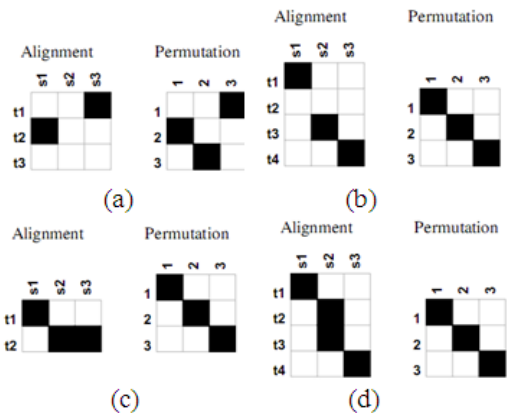 Alignment Permutation
s1 s2 s3 1 2 3
t1 1
t2 2
t3 3
(a)
Alignment Permutation
s1 s2 s3 1 2 3
t1
t2 1
t3 2
t4 3
(b)
Alignment Permutation
s1 s2 s3 1 2 3
t1 1
t2 2
3
(c)
Alignment Permutation
s1 s2 s3 1 2 3
t1
t2 1
t3 2
t4 3
(d)